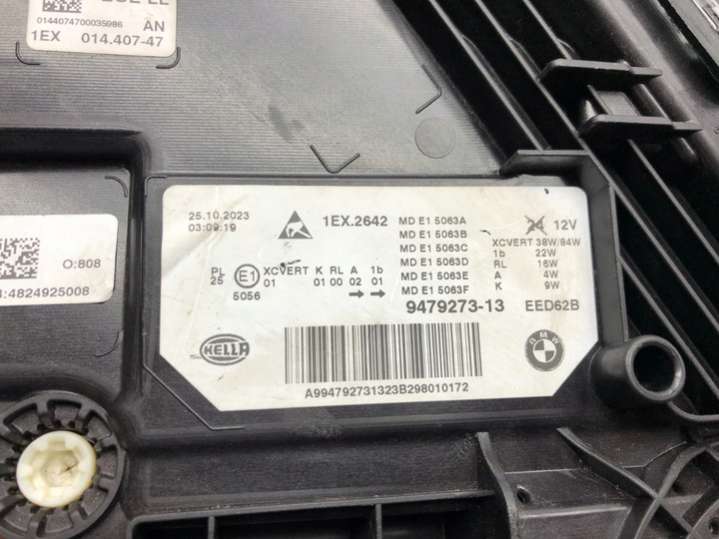 0144074700035986 AN
1EX 014.407-47
O:808
:4824925008
25.10.2023
03:09:19
1EX.2642
MD E1 5063A
MD E1 5063B
MD E1 5063C
MD E1 5063D
MD E1 5063E
MD E1 5063F
24 12V
XCVERT 38W/84W
1b 22W
RL 16W
A 4W
K 9W
PL E1 XCVERT K RL A 1b
25 01 01 00 02 01
5056 → →
9479273-13 EED62B
HELLA
BMW
A994792731323B298010172